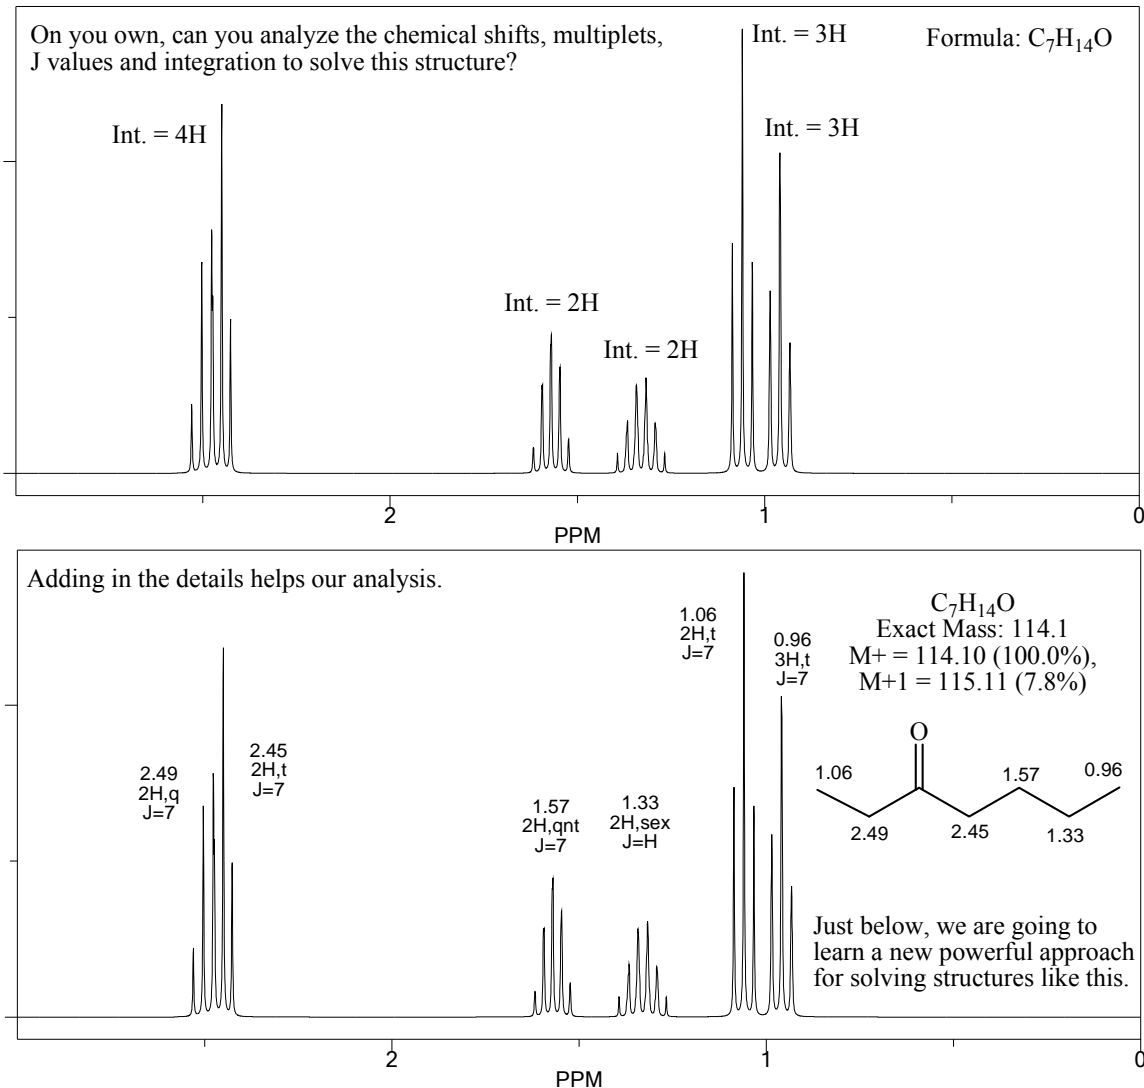 On you own, can you analyze the chemical shifts, multiplets,
J values and integration to solve this structure?
Formula: C7H14O
Int. = 4H
Int. = 2H
Int. = 2H
Int. = 3H
Int. = 3H
2
1
0
PPM
Adding in the details helps our analysis.
2.49
2H,q
J=7
2.45
2H,t
J=7
1.57
2H,qnt
J=7
1.33
2H,sex
J=H
1.06
2H,t
J=7
0.96
3H,t
J=7
C7H14O
Exact Mass: 114.1
M+ = 114.10 (100.0%),
M+1 = 115.11 (7.8%)
O
1.06
2.49
2.45
1.57
1.33
0.96
Just below, we are going to
learn a new powerful approach
for solving structures like this.
2
1
0
PPM